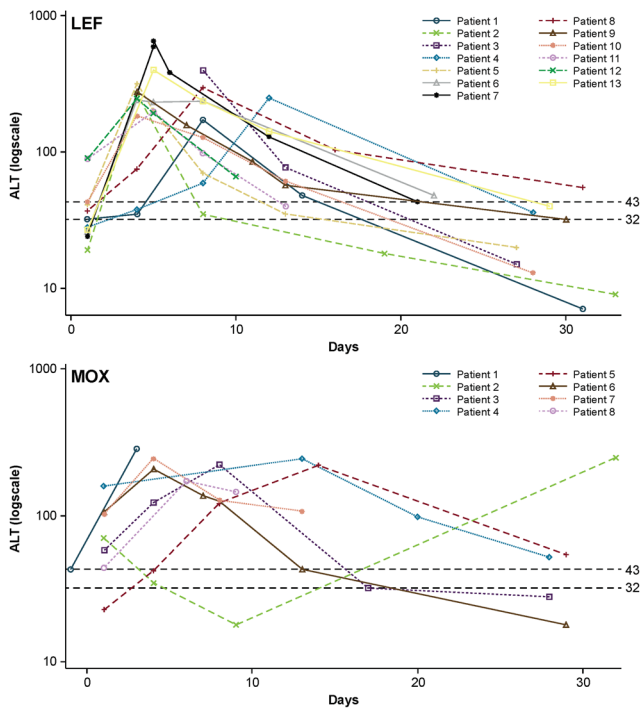 LEF
Patient 1
Patient 2
Patient 3
Patient 4
Patient 5
Patient 6
Patient 7
Patient 8
Patient 9
Patient 10
Patient 11
Patient 12
Patient 13
ALT (logscale)
1000
100
10
43
32
0 10 20 30
Days
MOX
Patient 1
Patient 2
Patient 3
Patient 4
Patient 5
Patient 6
Patient 7
Patient 8
ALT (logscale)
1000
100
10
43
32
0 10 20 30
Days